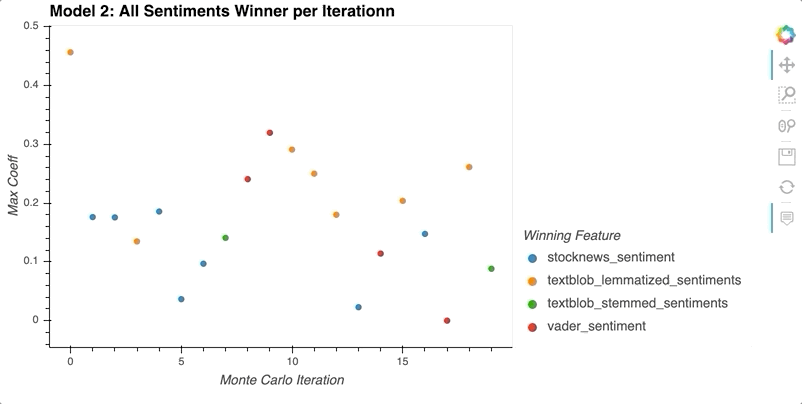 Model 2: All Sentiments Winner per Iterationn
0.5
0.4
0.3
0.2
0.1
0
Max Coeff
0 5 10 15
Monte Carlo Iteration
Winning Feature
stocknews_sentiment
textblob_lemmatized_sentiments
textblob_stemmed_sentiments
vader_sentiment